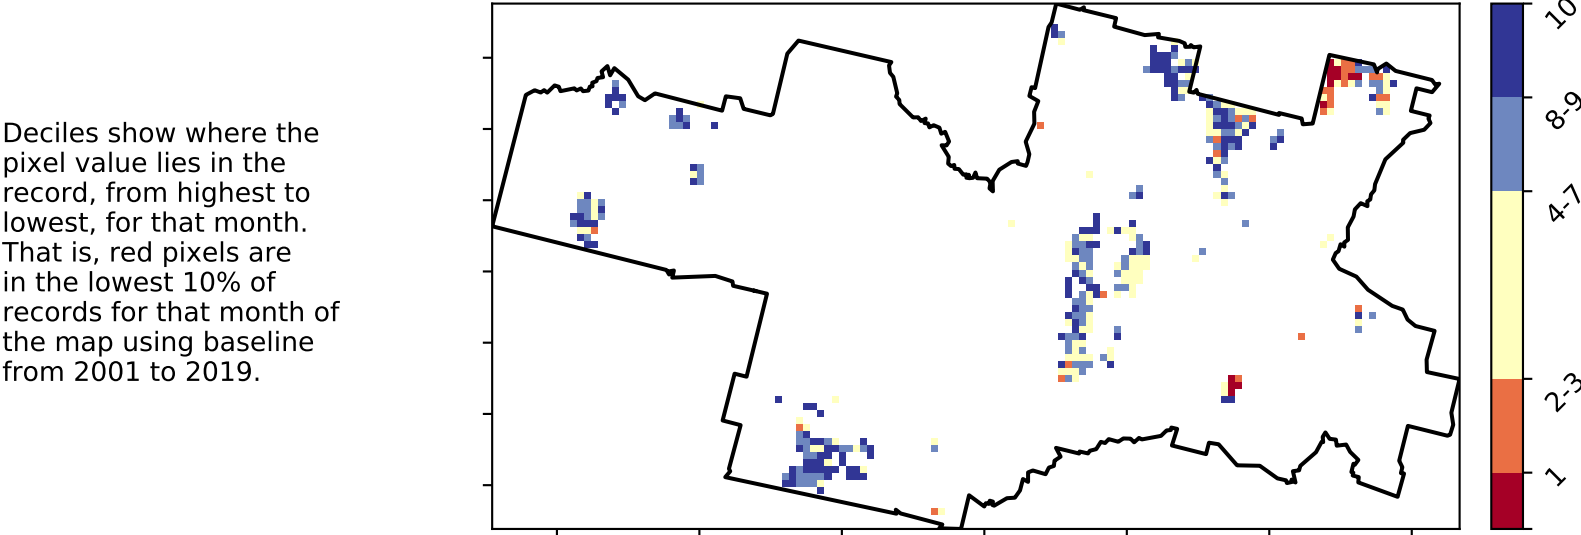 Deciles show where the
pixel value lies in the
record, from highest to
lowest, for that month.
That is, red pixels are
in the lowest 10% of
records for that month of
the map using baseline
from 2001 to 2019.
10
8-9
4-7
2-3
1